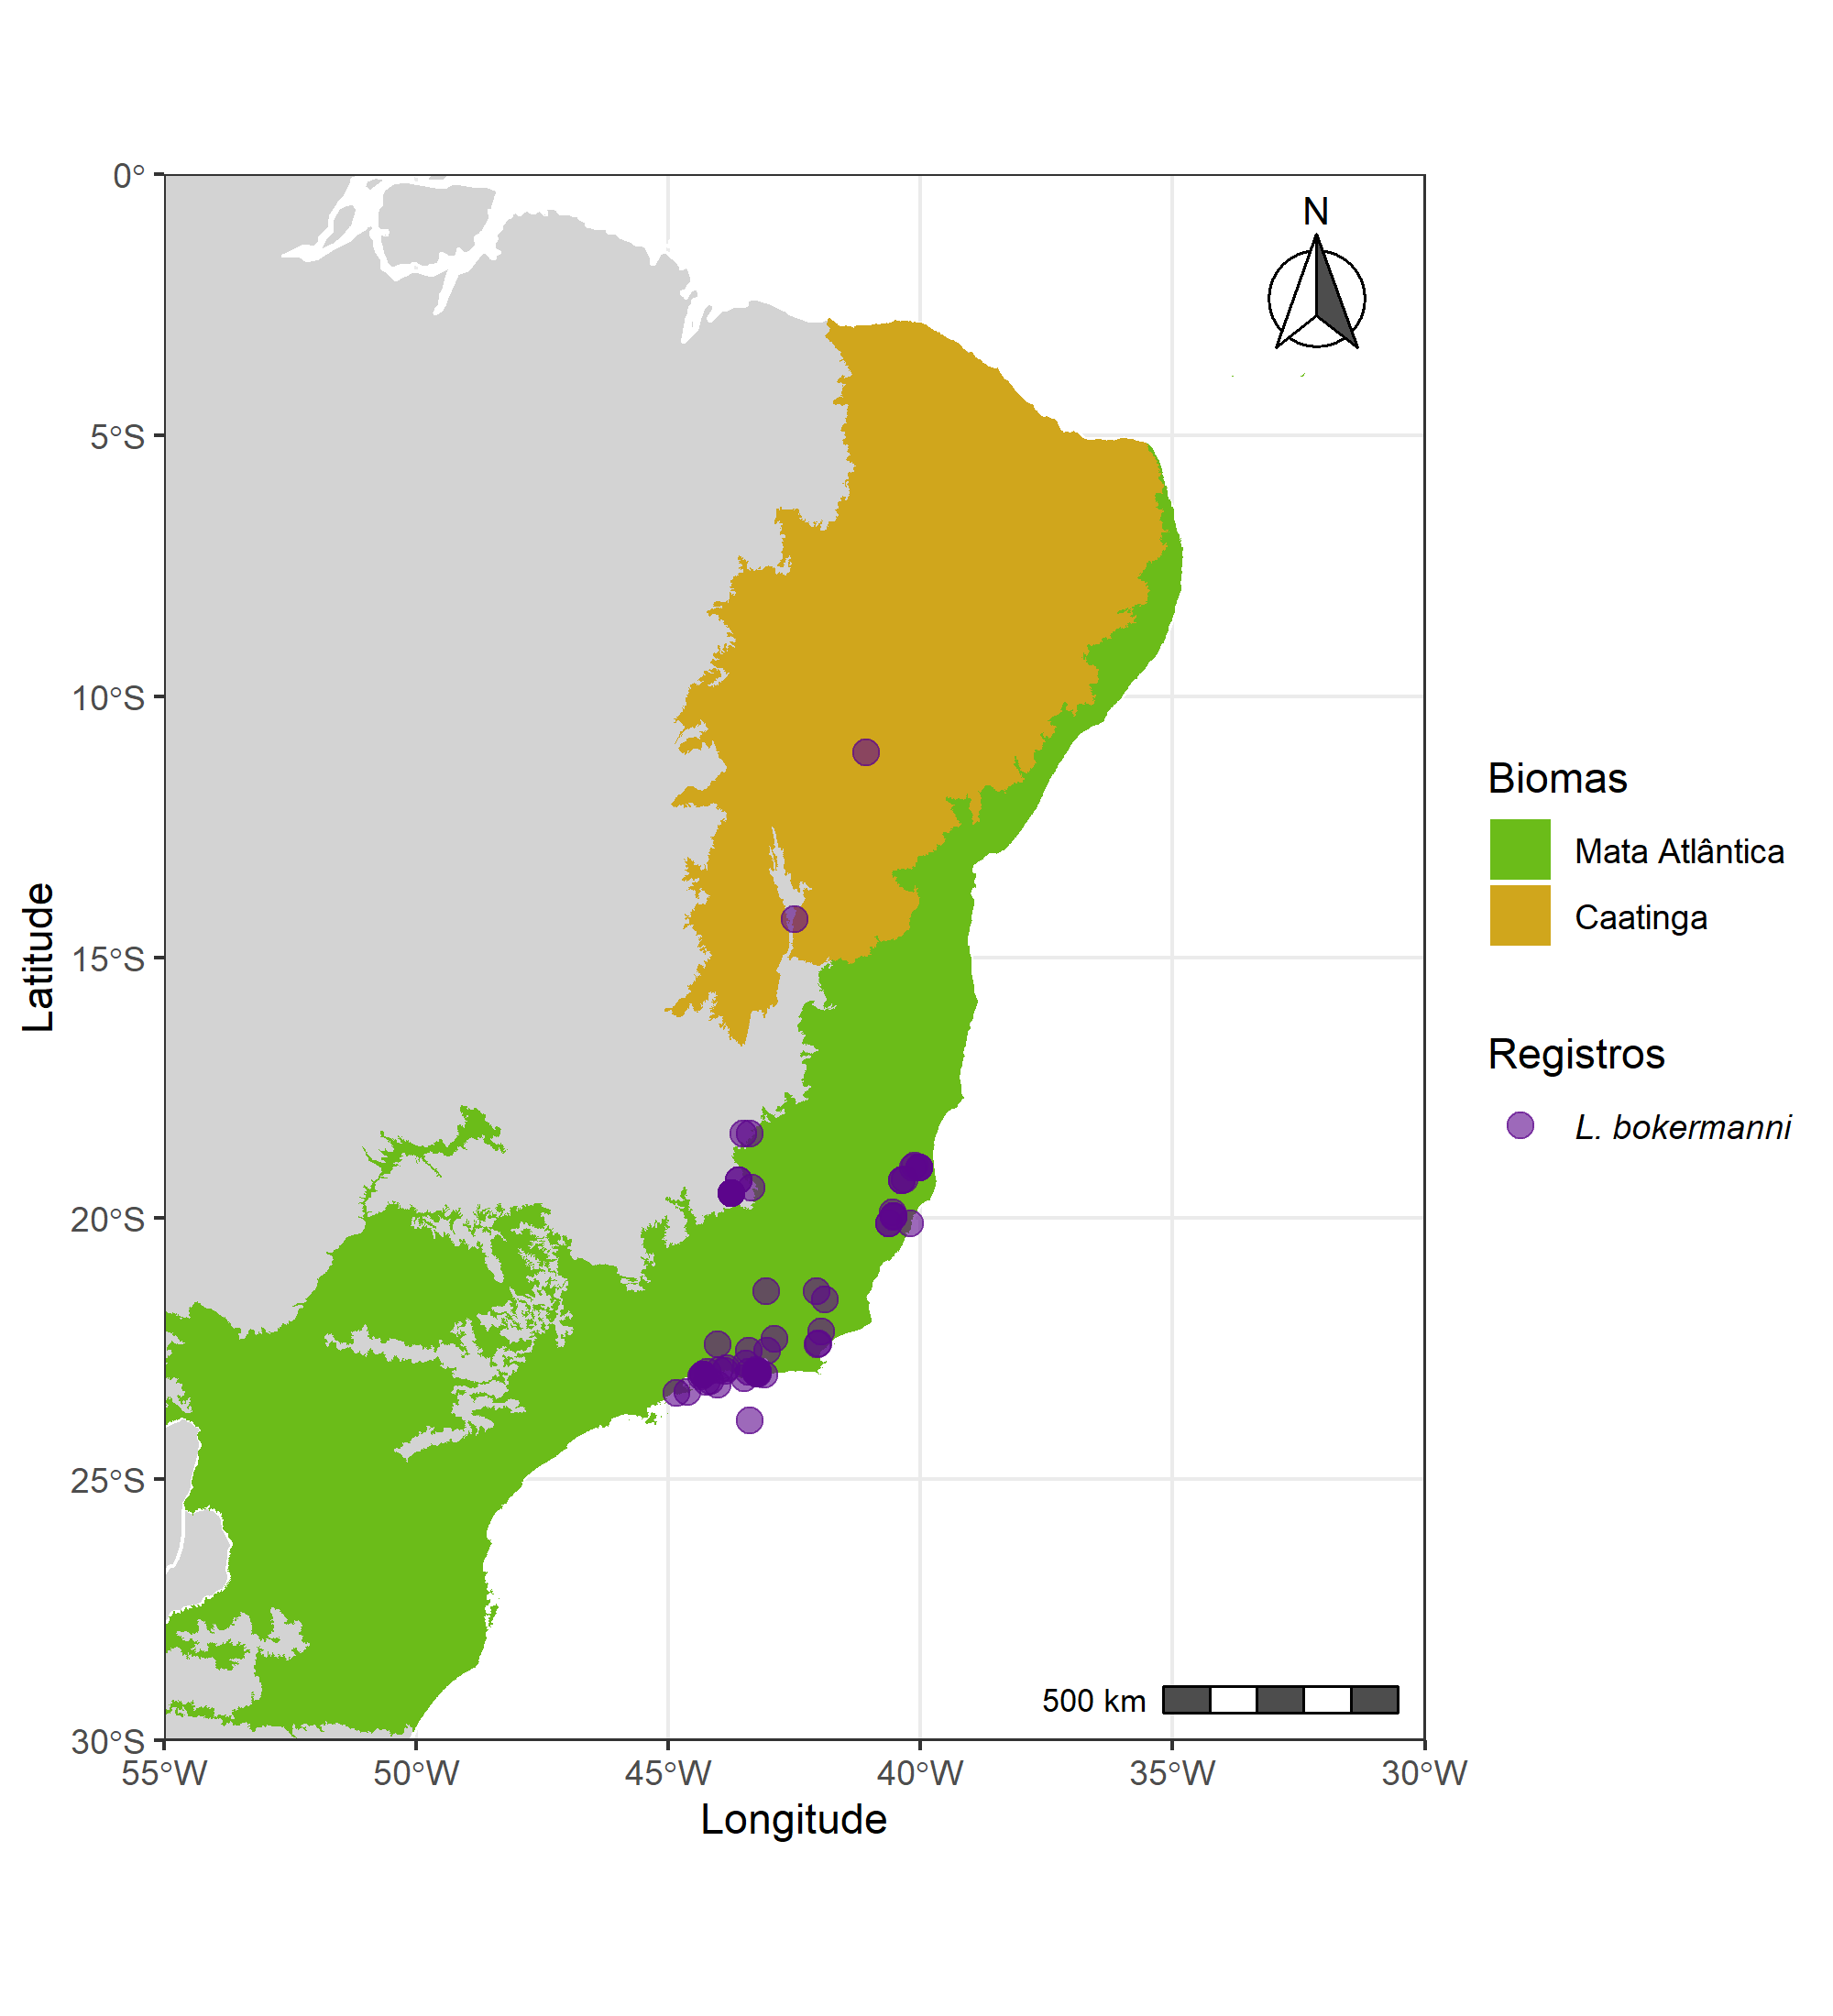 N
0°
5°S
10°S
15°S
20°S
25°S
30°S
Latitude
55°W
50°W
45°W
40°W
35°W
30°W
Longitude
500 km
Biomas
Mata Atlântica
Caatinga
Registros
L. bokermanni